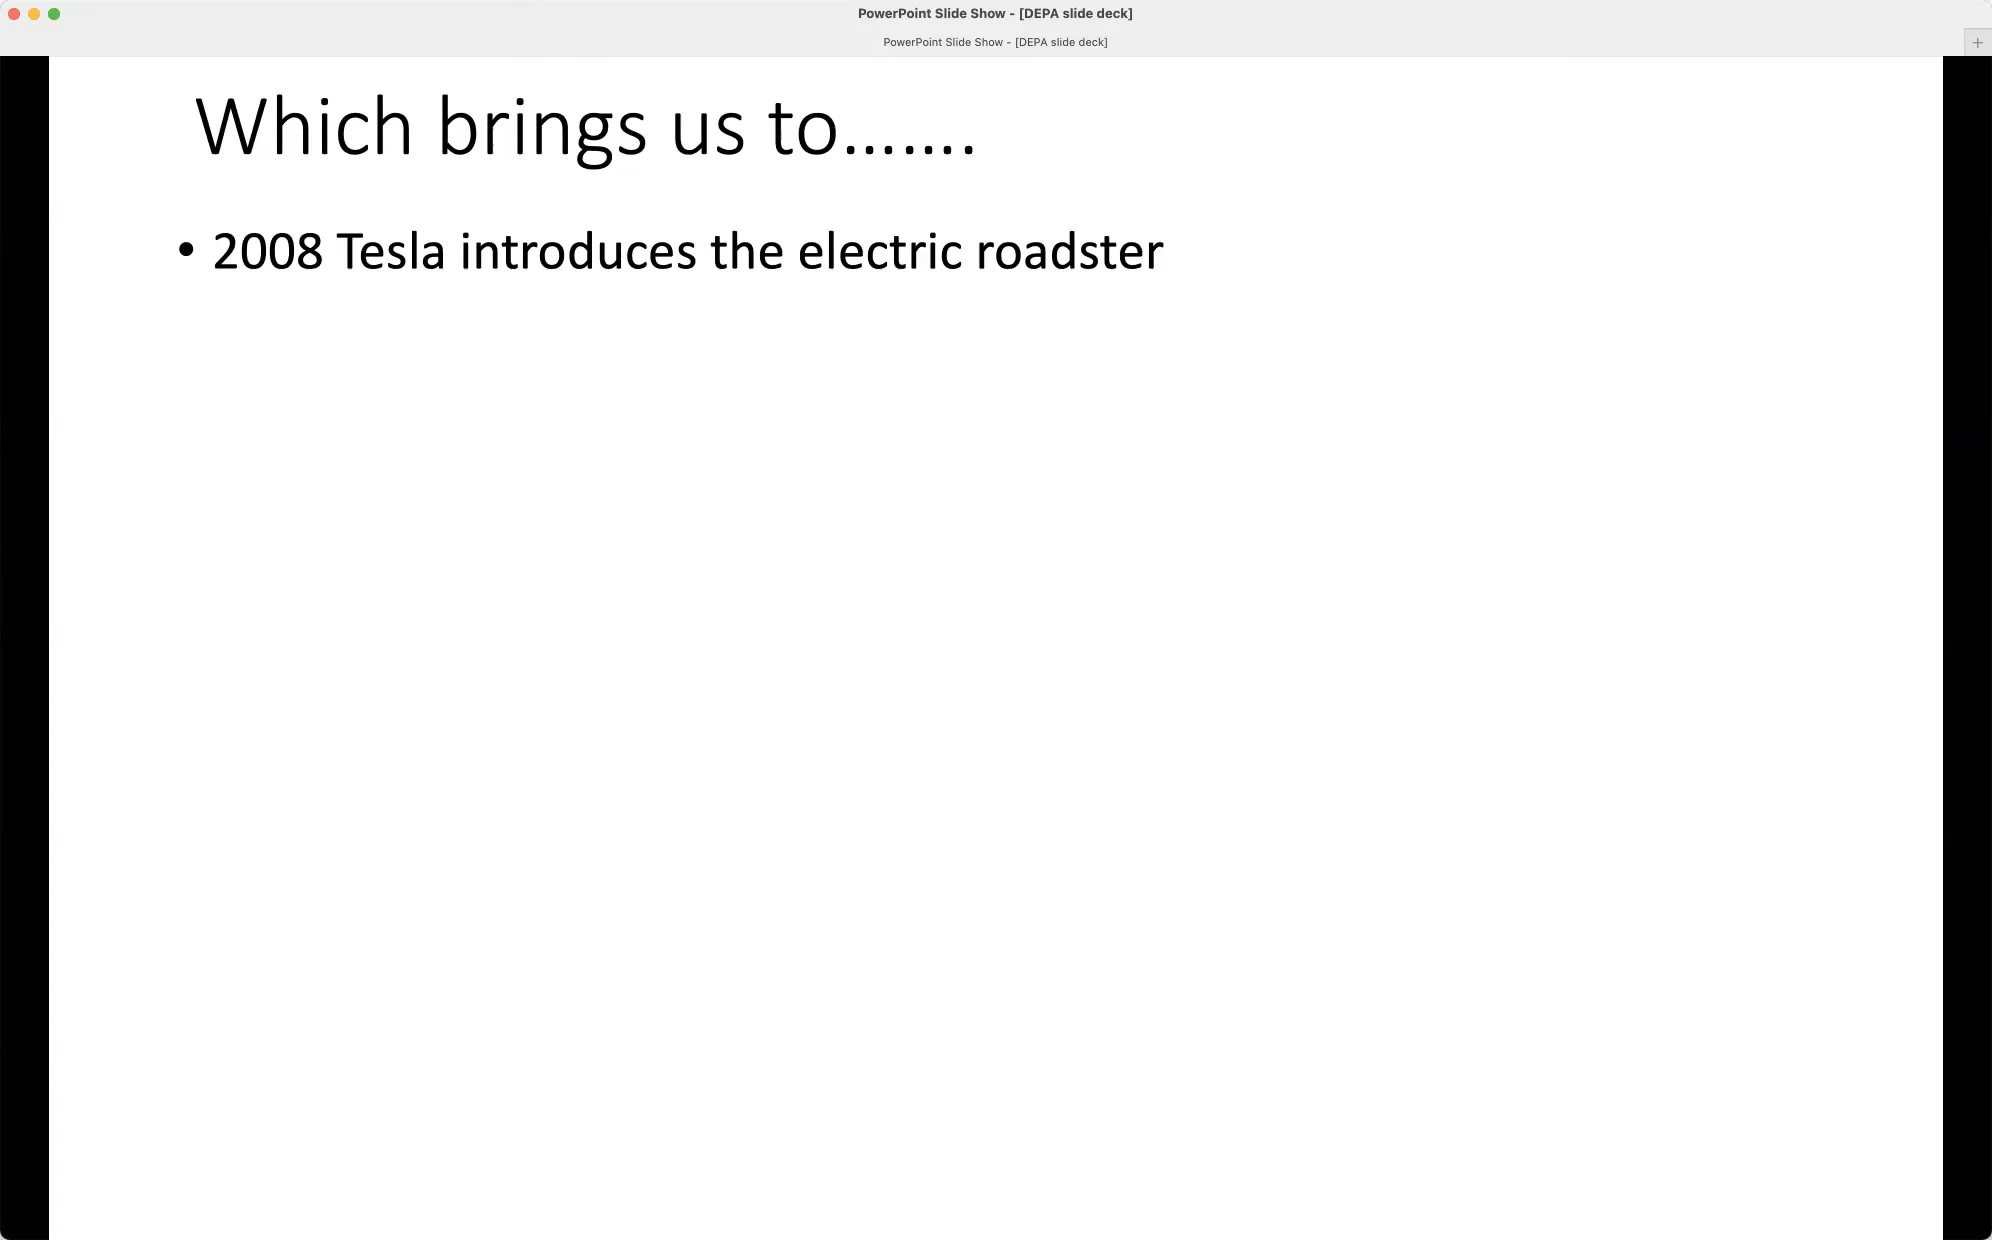 PowerPoint Slide Show - [DEPA slide deck]
PowerPoint Slide Show - [DEPA slide deck]
+
Which brings us to…….
• 2008 Tesla introduces the electric roadster